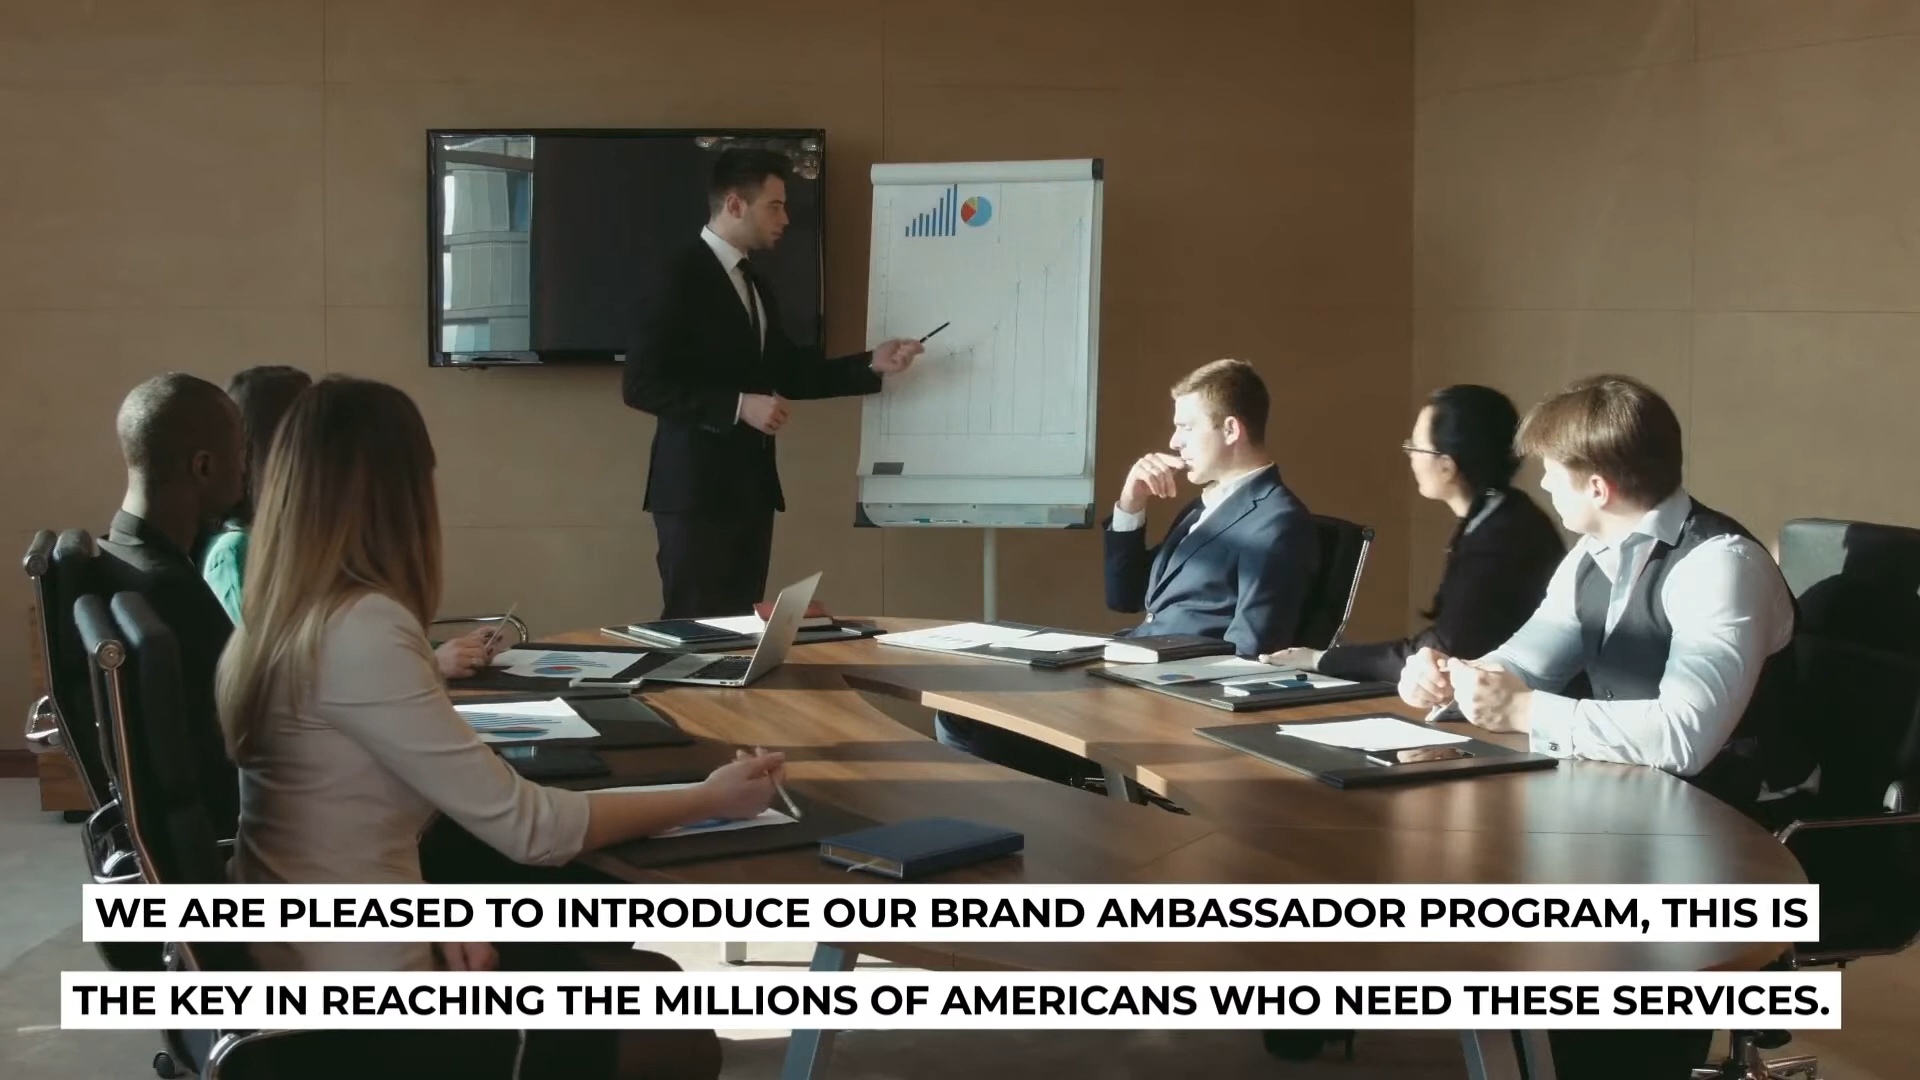 WE ARE PLEASED TO INTRODUCE OUR BRAND AMBASSADOR PROGRAM, THIS IS
THE KEY IN REACHING THE MILLIONS OF AMERICANS WHO NEED THESE SERVICES.